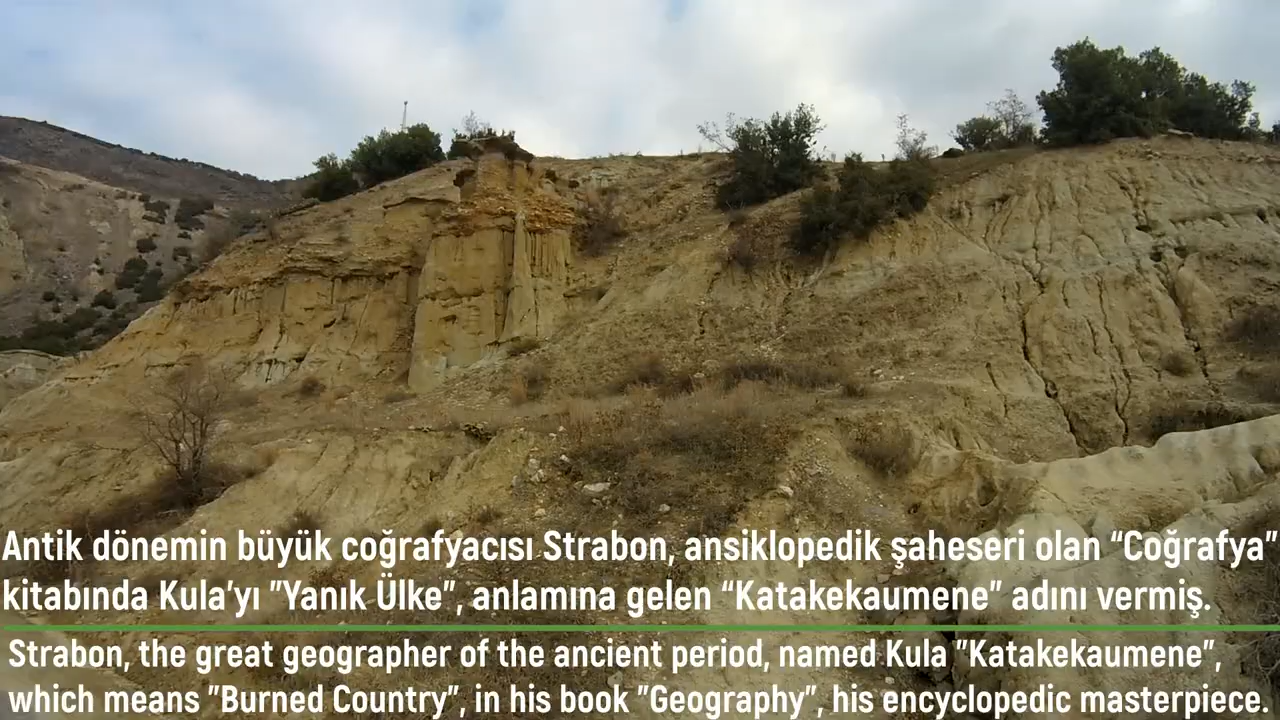 Antik dönemin büyük coğrafyacısı Strabon, ansiklopedik şaheseri olan “Coğrafya”
kitabında Kula'yı "Yanık Ülke", anlamına gelen “Katakekaumene” adını vermiş.
Strabon, the great geographer of the ancient period, named Kula "Katakekaumene",
which means "Burned Country", in his book "Geography", his encyclopedic masterpiece.